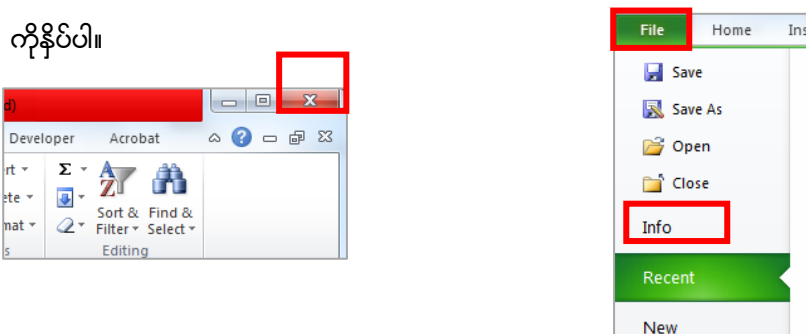 ကိုနှိပ်ပါ။
d)
Developer Acrobat
rt
ete
mat
s
Σ
A
Z
Sort & Filter
Find & Select
Editing
File Home Ins
Save
Save As
Open
Close
Info
Recent
New